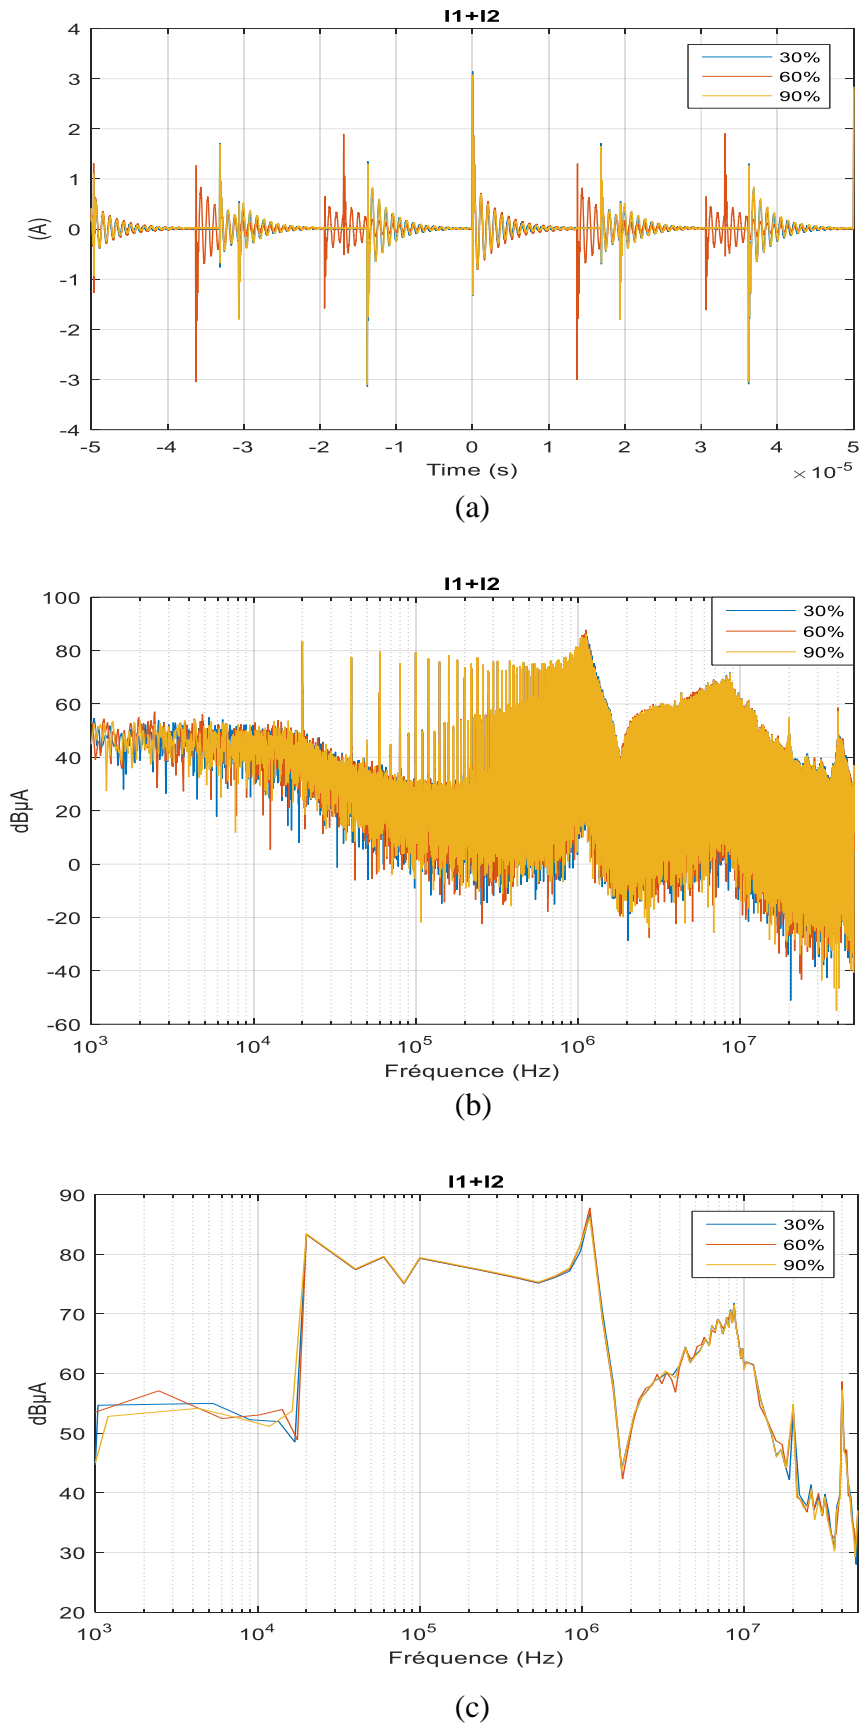 I1+I2
4
3
2
1
0
-1
-2
-3
-4
(A)
30%
60%
90%
-5 -4 -3 -2 -1 0 1 2 3 4 5
Time (s)
×10-5
(a)
I1+I2
100
80
60
40
20
0
-20
-40
-60
dBµA
30%
60%
90%
103 104 105 106 107
Fréquence (Hz)
(b)
I1+I2
90
80
70
60
50
40
30
20
dBµA
30%
60%
90%
103 104 105 106 107
Fréquence (Hz)
(c)